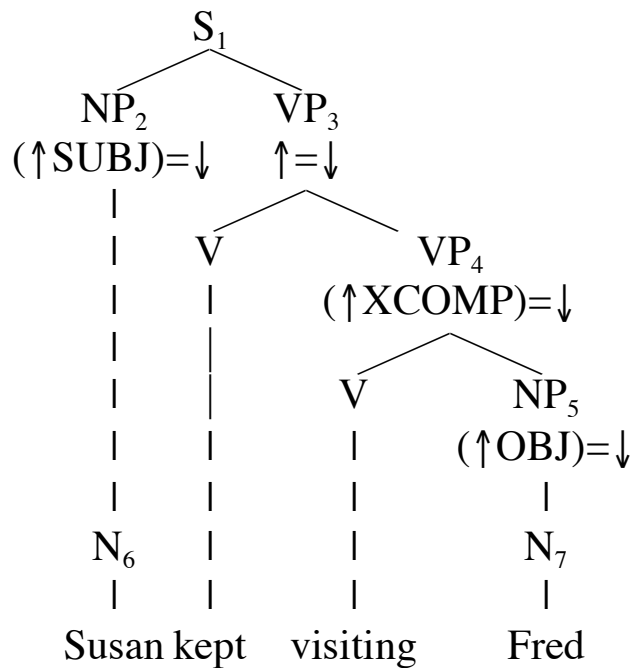 S₁
NP₂ VP₃
(↑SUBJ)=↓ ↑=↓
V VP₄
(↑XCOMP)=↓
V NP₅
(↑OBJ)=↓
N₆ N₇
Susan kept visiting Fred